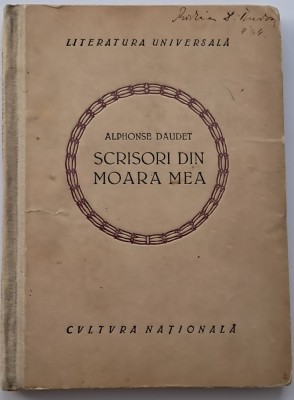 LITERATURA UNIVERSALĂ
ALPHONSE DAUDET
SCRISORI DIN
MOARA MEA
CVLTVRA NAȚIONALĂ